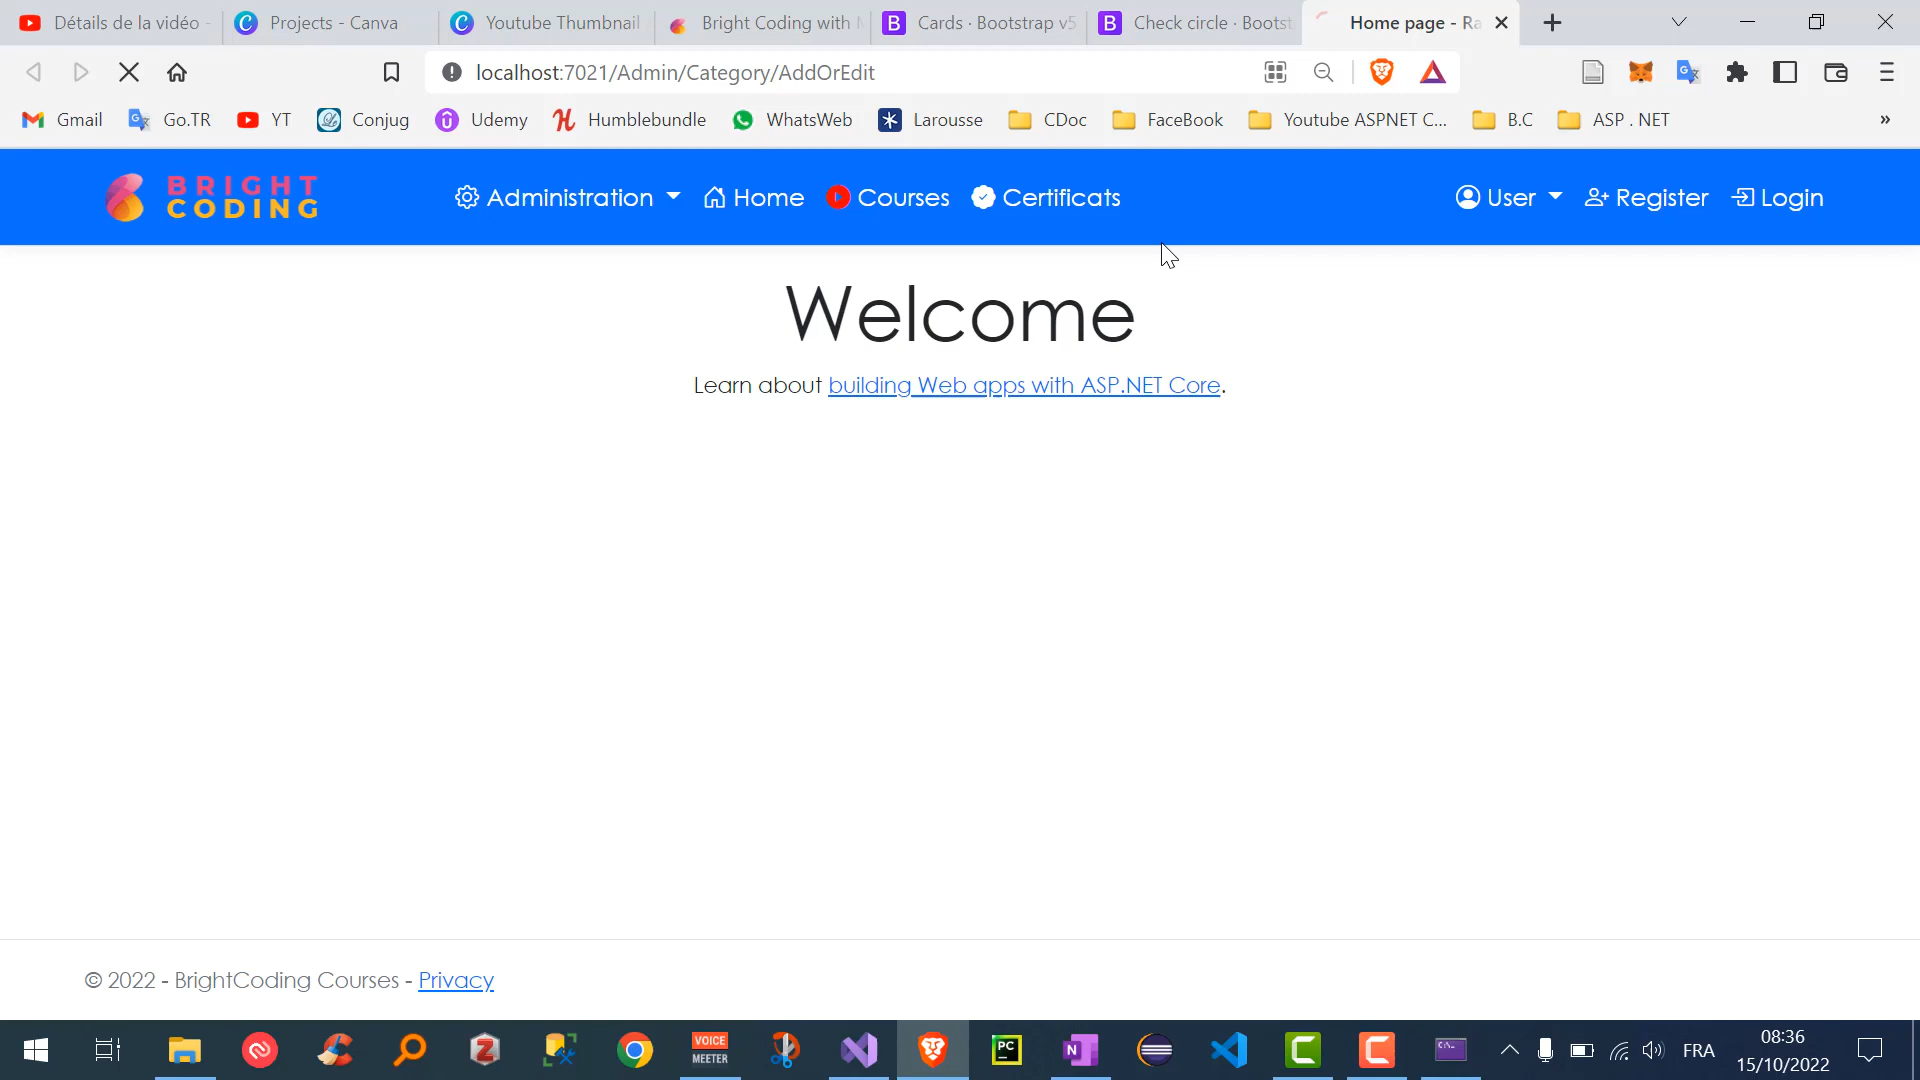 Détails de la vidéo -
Projects - Canva
Youtube Thumbnail
Bright Coding with
Cards · Bootstrap v5
Check circle · Bootst
Home page - Ra
localhost:7021/Admin/Category/AddOrEdit
Gmail
Go.TR
YT
Conjug
Udemy
Humblebundle
WhatsWeb
Larousse
CDoc
FaceBook
Youtube ASPNET C...
B.C
ASP . NET
»
BRIGHT
CODING
Administration
Home
Courses
Certificats
User
Register
Login
Welcome
Learn about building Web apps with ASP.NET Core.
© 2022 - BrightCoding Courses - Privacy
VOICE
MEETER
PC
N
FRA
08:36
15/10/2022